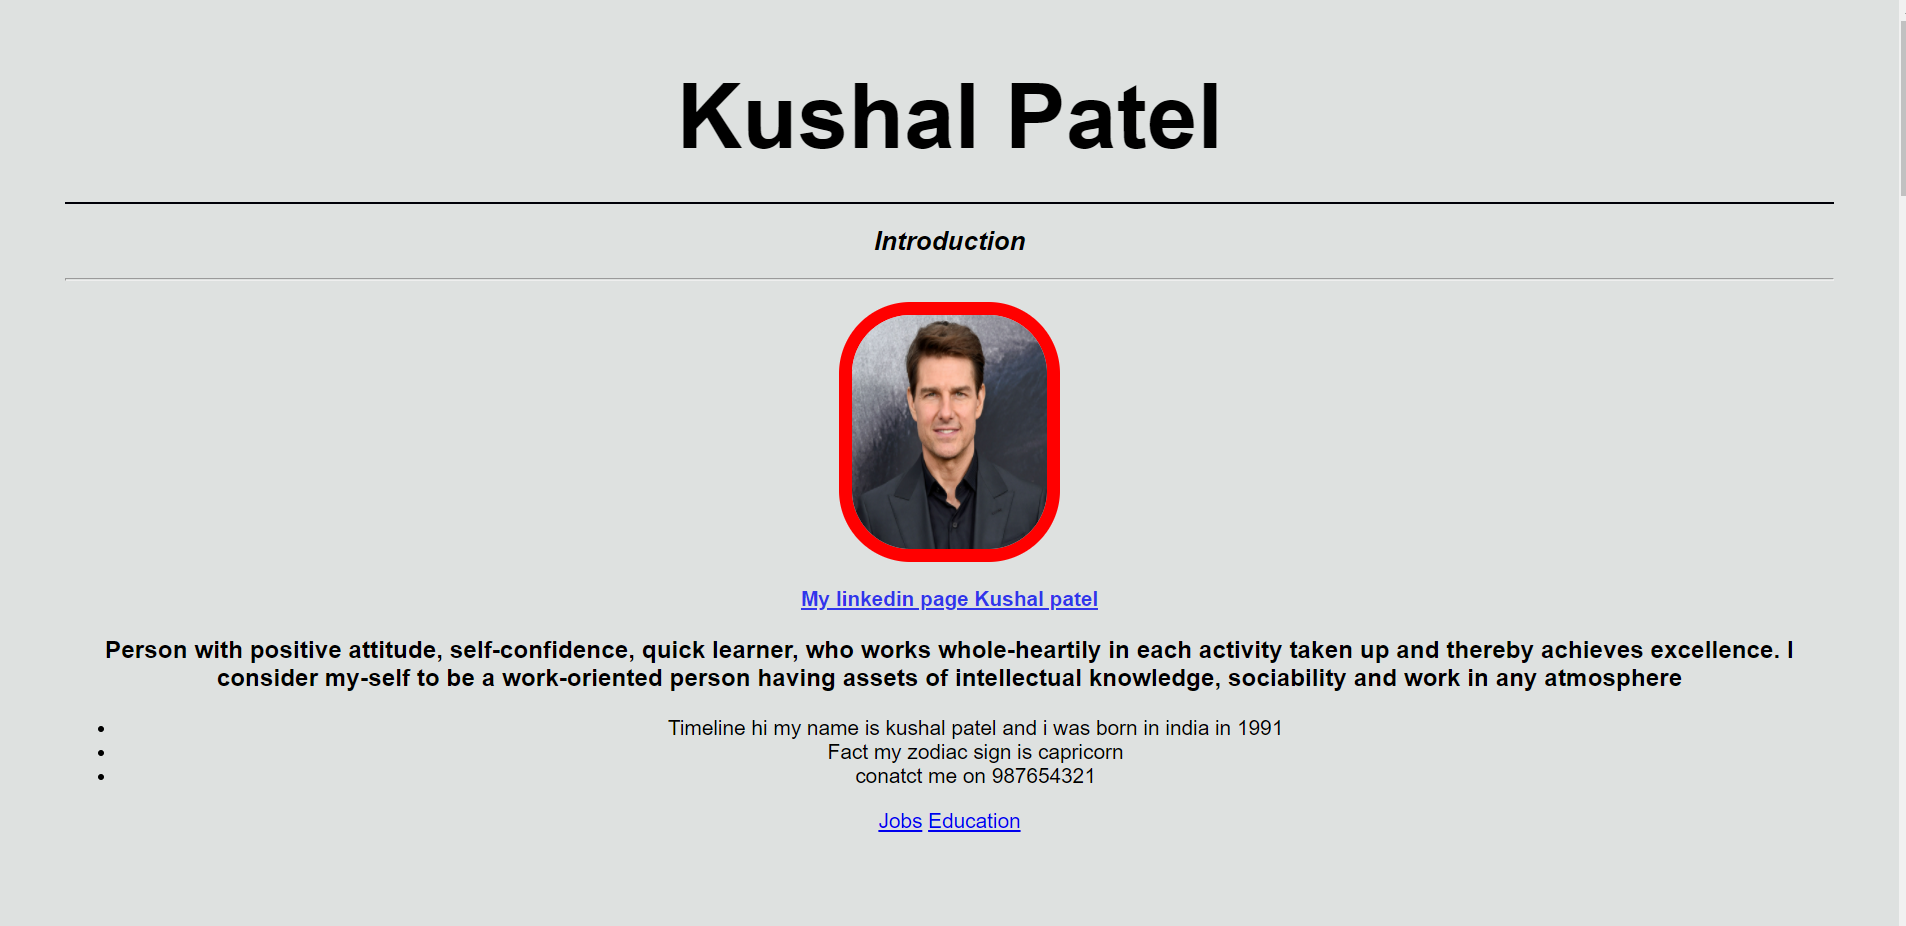 Kushal Patel
Introduction
My linkedin page Kushal patel
Person with positive attitude, self-confidence, quick learner, who works whole-heartily in each activity taken up and thereby achieves excellence. I
consider my-self to be a work-oriented person having assets of intellectual knowledge, sociability and work in any atmosphere
Timeline hi my name is kushal patel and i was born in india in 1991
Fact my zodiac sign is capricorn
conatct me on 987654321
Jobs Education